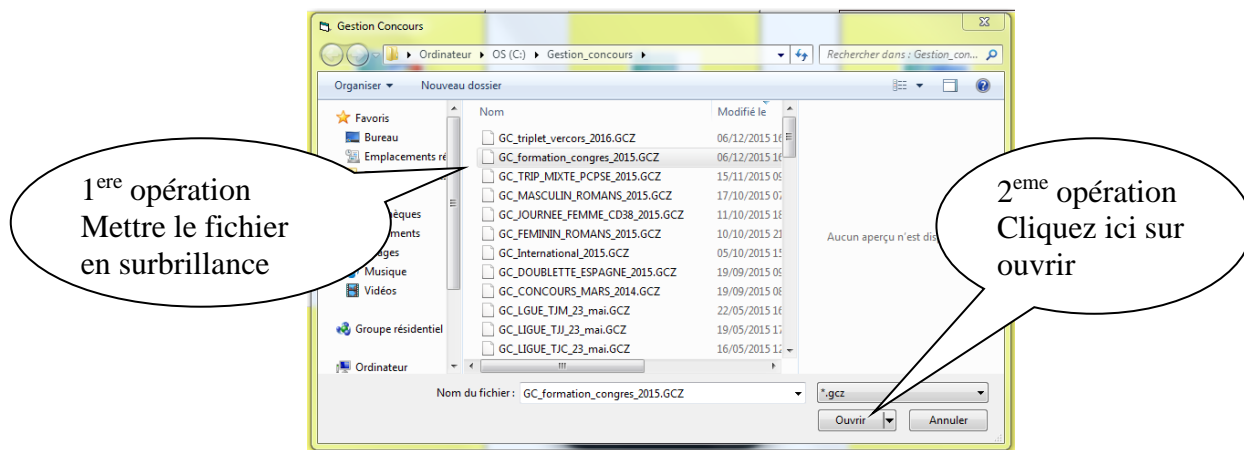 Gestion Concours
Ordinateur ▸ OS (C:) ▸ Gestion_concours ▸
Rechercher dans : Gestion_con...
Organiser Nouveau dossier
Favoris
Bureau
Emplacements ré
Musique
Vidéos
Groupe résidentiel
Ordinateur
Nom Modifié le
GC_triplet_vercors_2016.GCZ 06/12/2015 16
GC_formation_congres_2015.GCZ 06/12/2015 16
GC_TRIP_MIXTE_PCPSE_2015.GCZ 15/11/2015 09
GC_MASCULIN_ROMANS_2015.GCZ 17/10/2015 07
GC_JOURNEE_FEMME_CD38_2015.GCZ 11/10/2015 18
GC_FEMININ_ROMANS_2015.GCZ 10/10/2015 21
GC_International_2015.GCZ 05/10/2015 15
GC_DOUBLETTE_ESPAGNE_2015.GCZ 19/09/2015 09
GC_CONCOURS_MARS_2014.GCZ 19/09/2015 08
GC_LGUE_TJM_23_mai.GCZ 22/05/2015 16
GC_LIGUE_TJJ_23_mai.GCZ 19/05/2015 17
GC_LIGUE_TJC_23_mai.GCZ 16/05/2015 12
Aucun aperçu n'est dis
Nom du fichier : GC_formation_congres_2015.GCZ
*.gcz
Ouvrir Annuler
1ere opération
Mettre le fichier
en surbrillance
2eme opération
Cliquez ici sur
ouvrir